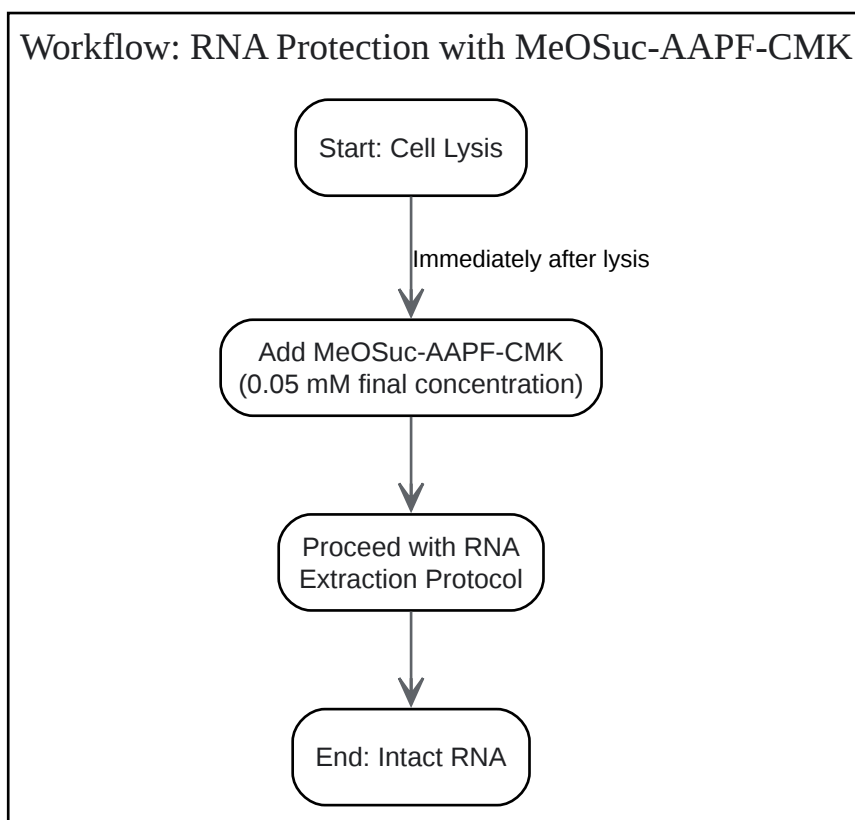 Workflow: RNA Protection with MeOSuc-AAPF-CMK
Start: Cell Lysis
Immediately after lysis
Add MeOSuc-AAPF-CMK
(0.05 mM final concentration)
Proceed with RNA
Extraction Protocol
End: Intact RNA